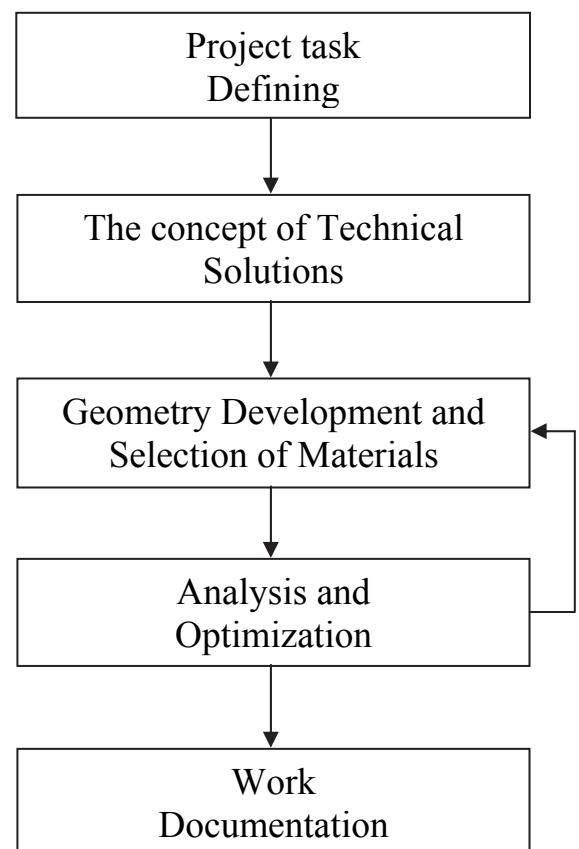 Project task
Defining
The concept of Technical
Solutions
Geometry Development and
Selection of Materials
Analysis and
Optimization
Work
Documentation